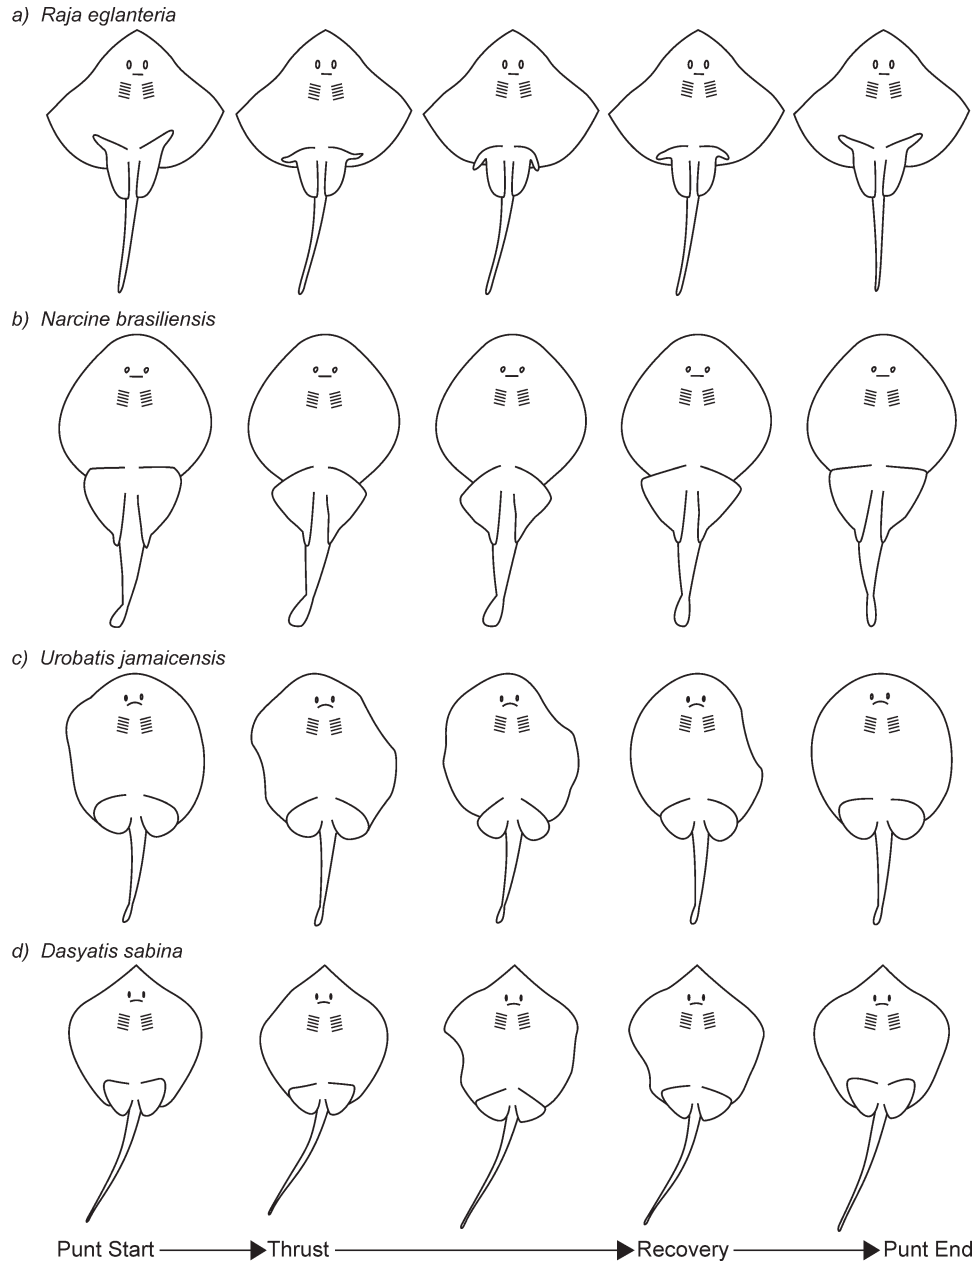 a) Raja eglanteria
b) Narcine brasiliensis
c) Urobatis jamaicensis
d) Dasyatis sabina
Punt Start Thrust Recovery Punt End